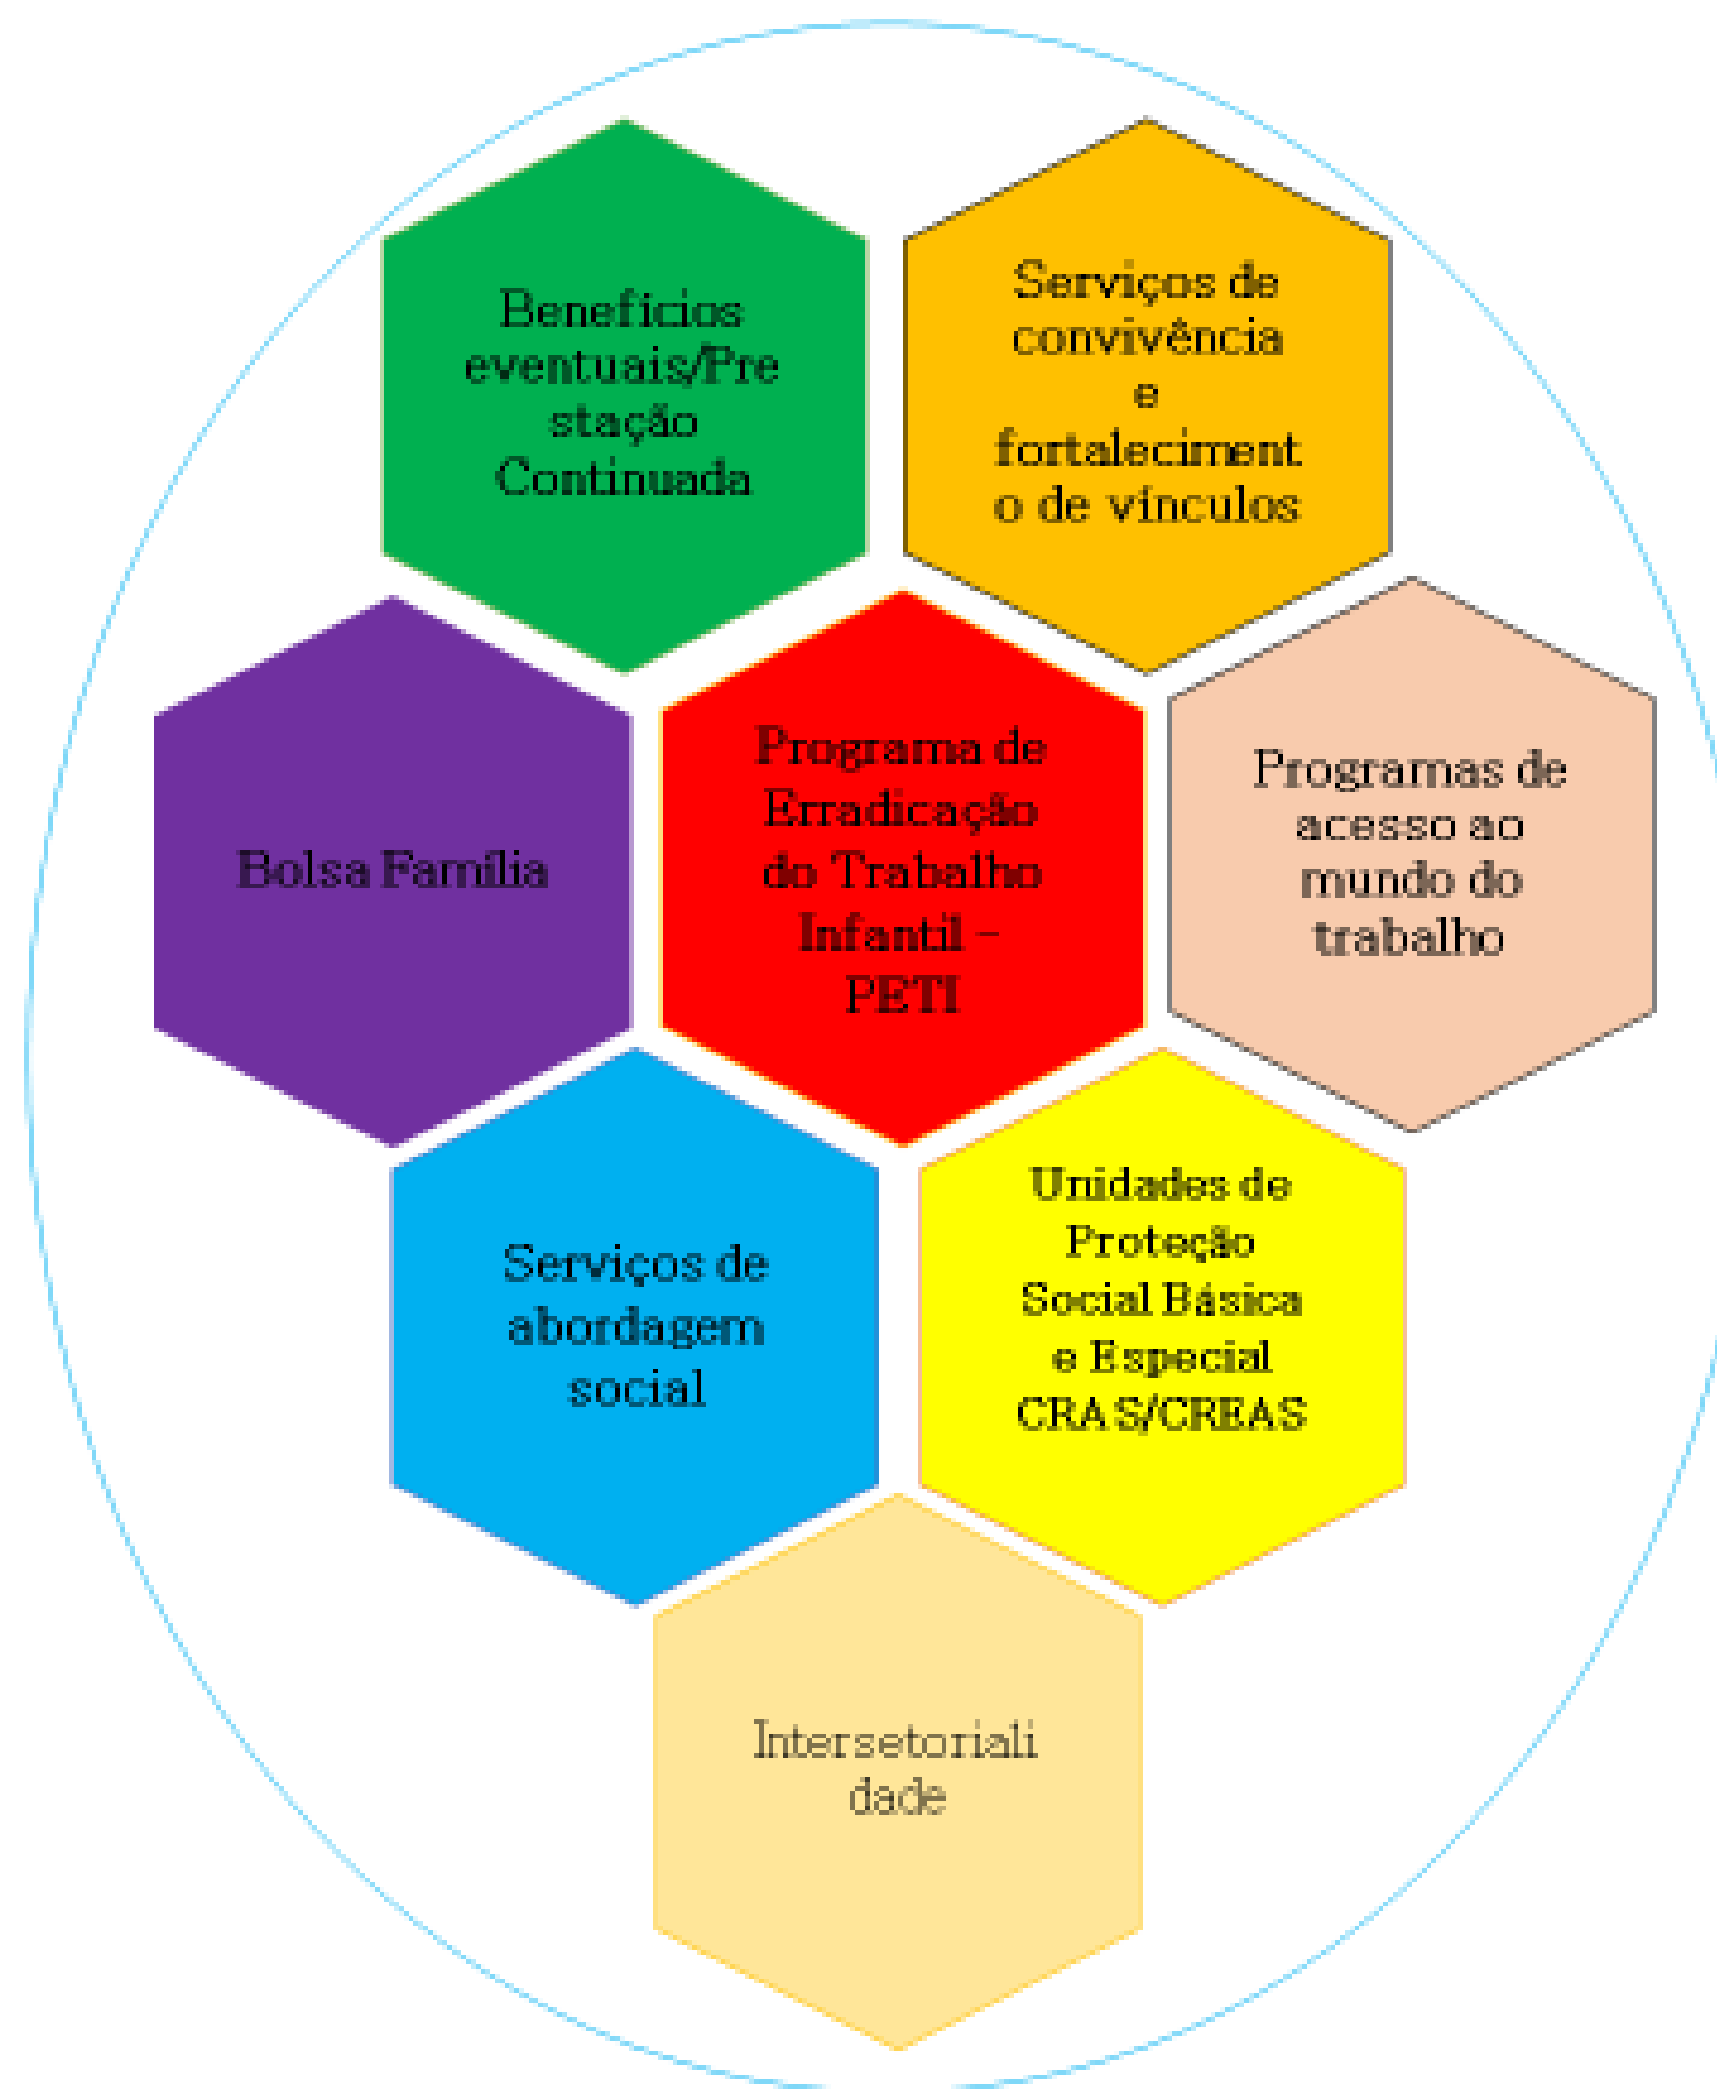 Benefícios
eventuais/Pre
stação
Continuada
Serviços de
convivência
e
fortaleciment
o de vínculos
Bolsa Família
Programa de
Erradicação
do Trabalho
Infantil –
PETI
Programas de
acesso ao
mundo do
trabalho
Serviços de
abordagem
social
Unidades de
Proteção
Social Básica
e Especial
CRAS/CREAS
Intersetoriali
dade